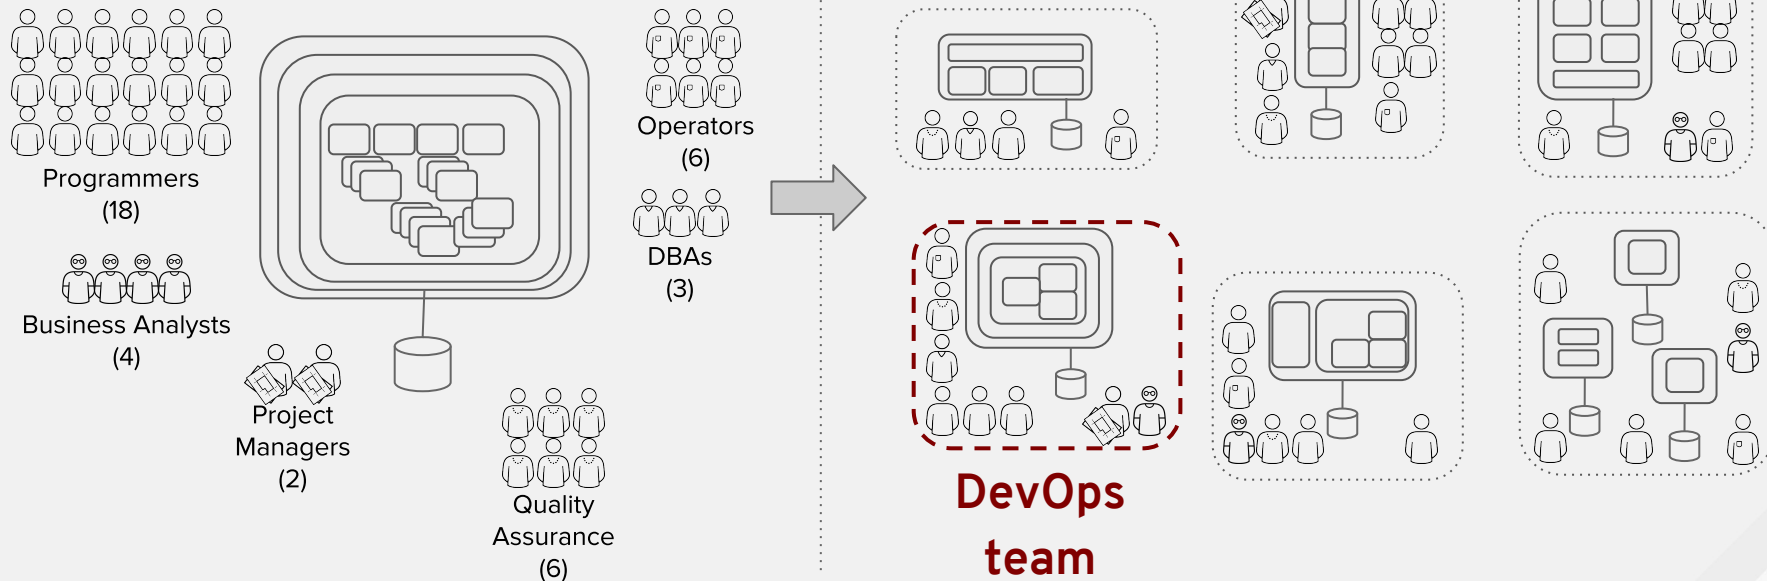 Programmers
(18)
Business Analysts
(4)
Project
Managers
(2)
Operators
(6)
DBAs
(3)
Quality
Assurance
(6)
DevOps
team